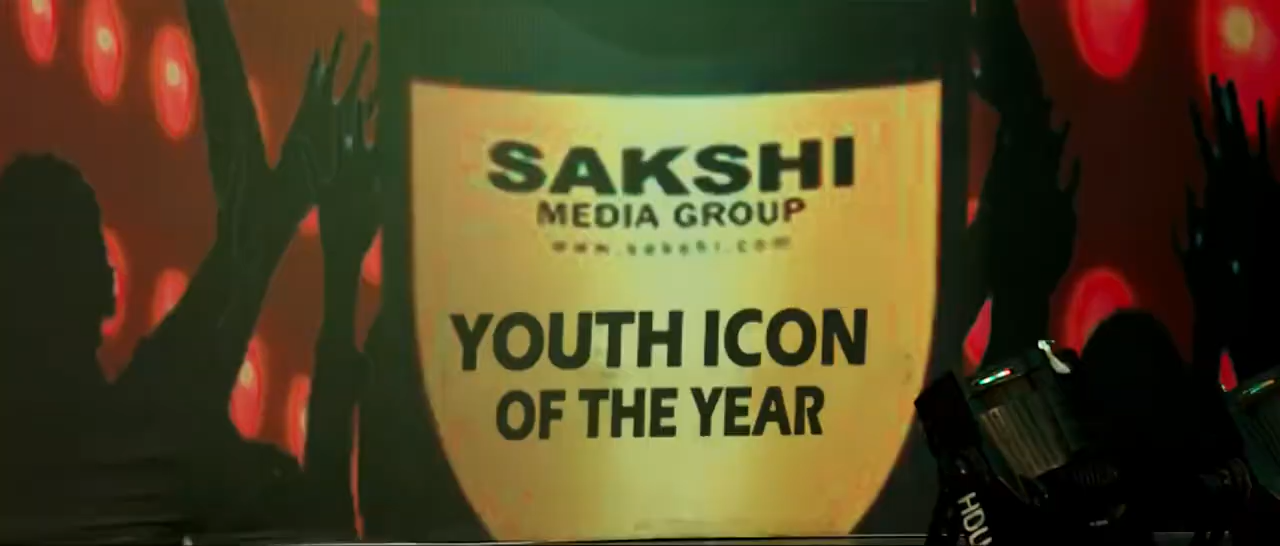 SAKSHI
MEDIA GROUP
www.sakshi.com
YOUTH ICON
OF THE YEAR